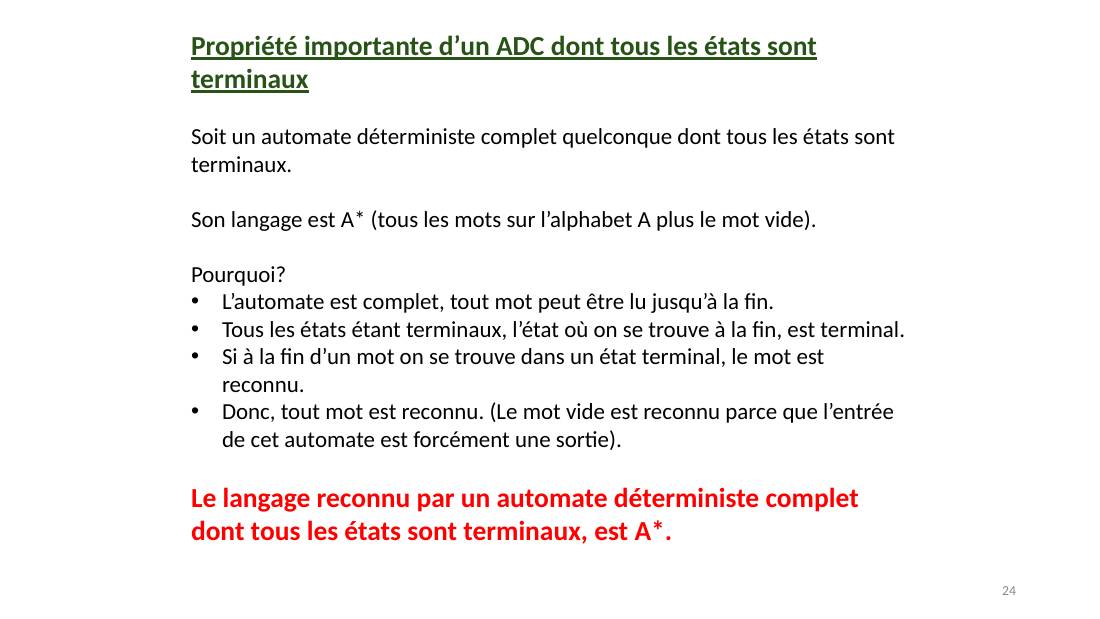 Propriété importante d’un ADC dont tous les états sont
terminaux
Soit un automate déterministe complet quelconque dont tous les états sont
terminaux.
Son langage est A* (tous les mots sur l’alphabet A plus le mot vide).
Pourquoi?
• L’automate est complet, tout mot peut être lu jusqu’à la fin.
• Tous les états étant terminaux, l’état où on se trouve à la fin, est terminal.
• Si à la fin d’un mot on se trouve dans un état terminal, le mot est
reconnu.
• Donc, tout mot est reconnu. (Le mot vide est reconnu parce que l’entrée
de cet automate est forcément une sortie).
Le langage reconnu par un automate déterministe complet
dont tous les états sont terminaux, est A*.
24